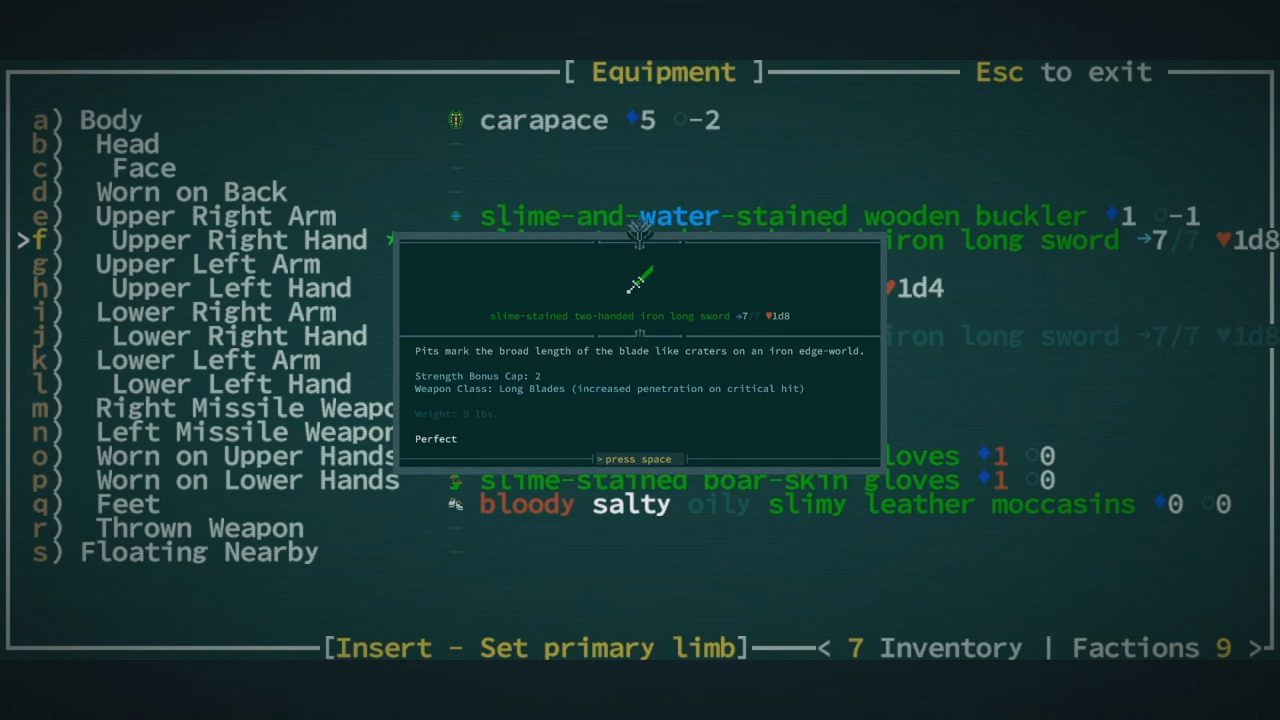 [ Equipment ] Esc to exit
a) Body carapace ♦5 ○-2
b) Head
c) Face
d) Worn on Back
e) Upper Right Arm slime-and-water-stained wooden buckler ♦1 ○-1
>f) Upper Right Hand * iron long sword →7/7 ♥1d8
g) Upper Left Arm
h) Upper Left Hand ♥1d4
i) Lower Right Arm
j) Lower Right Hand iron long sword →7/7 ♥1d8
k) Lower Left Arm
l) Lower Left Hand
m) Right Missile Weapo
n) Left Missile Weapon
o) Worn on Upper Hands loves ♦1 ○0
p) Worn on Lower Hands slime-stained boar-skin gloves ♦1 ○0
q) Feet bloody salty oily slimy leather moccasins ♦0 ○0
r) Thrown Weapon
s) Floating Nearby
slime-stained two-handed iron long sword →7/7 ♥1d8
Pits mark the broad length of the blade like craters on an iron edge-world.
Strength Bonus Cap: 2
Weapon Class: Long Blades (increased penetration on critical hit)
Weight: 9 lbs.
Perfect
> press space
[Insert - Set primary limb] < 7 Inventory | Factions 9 >